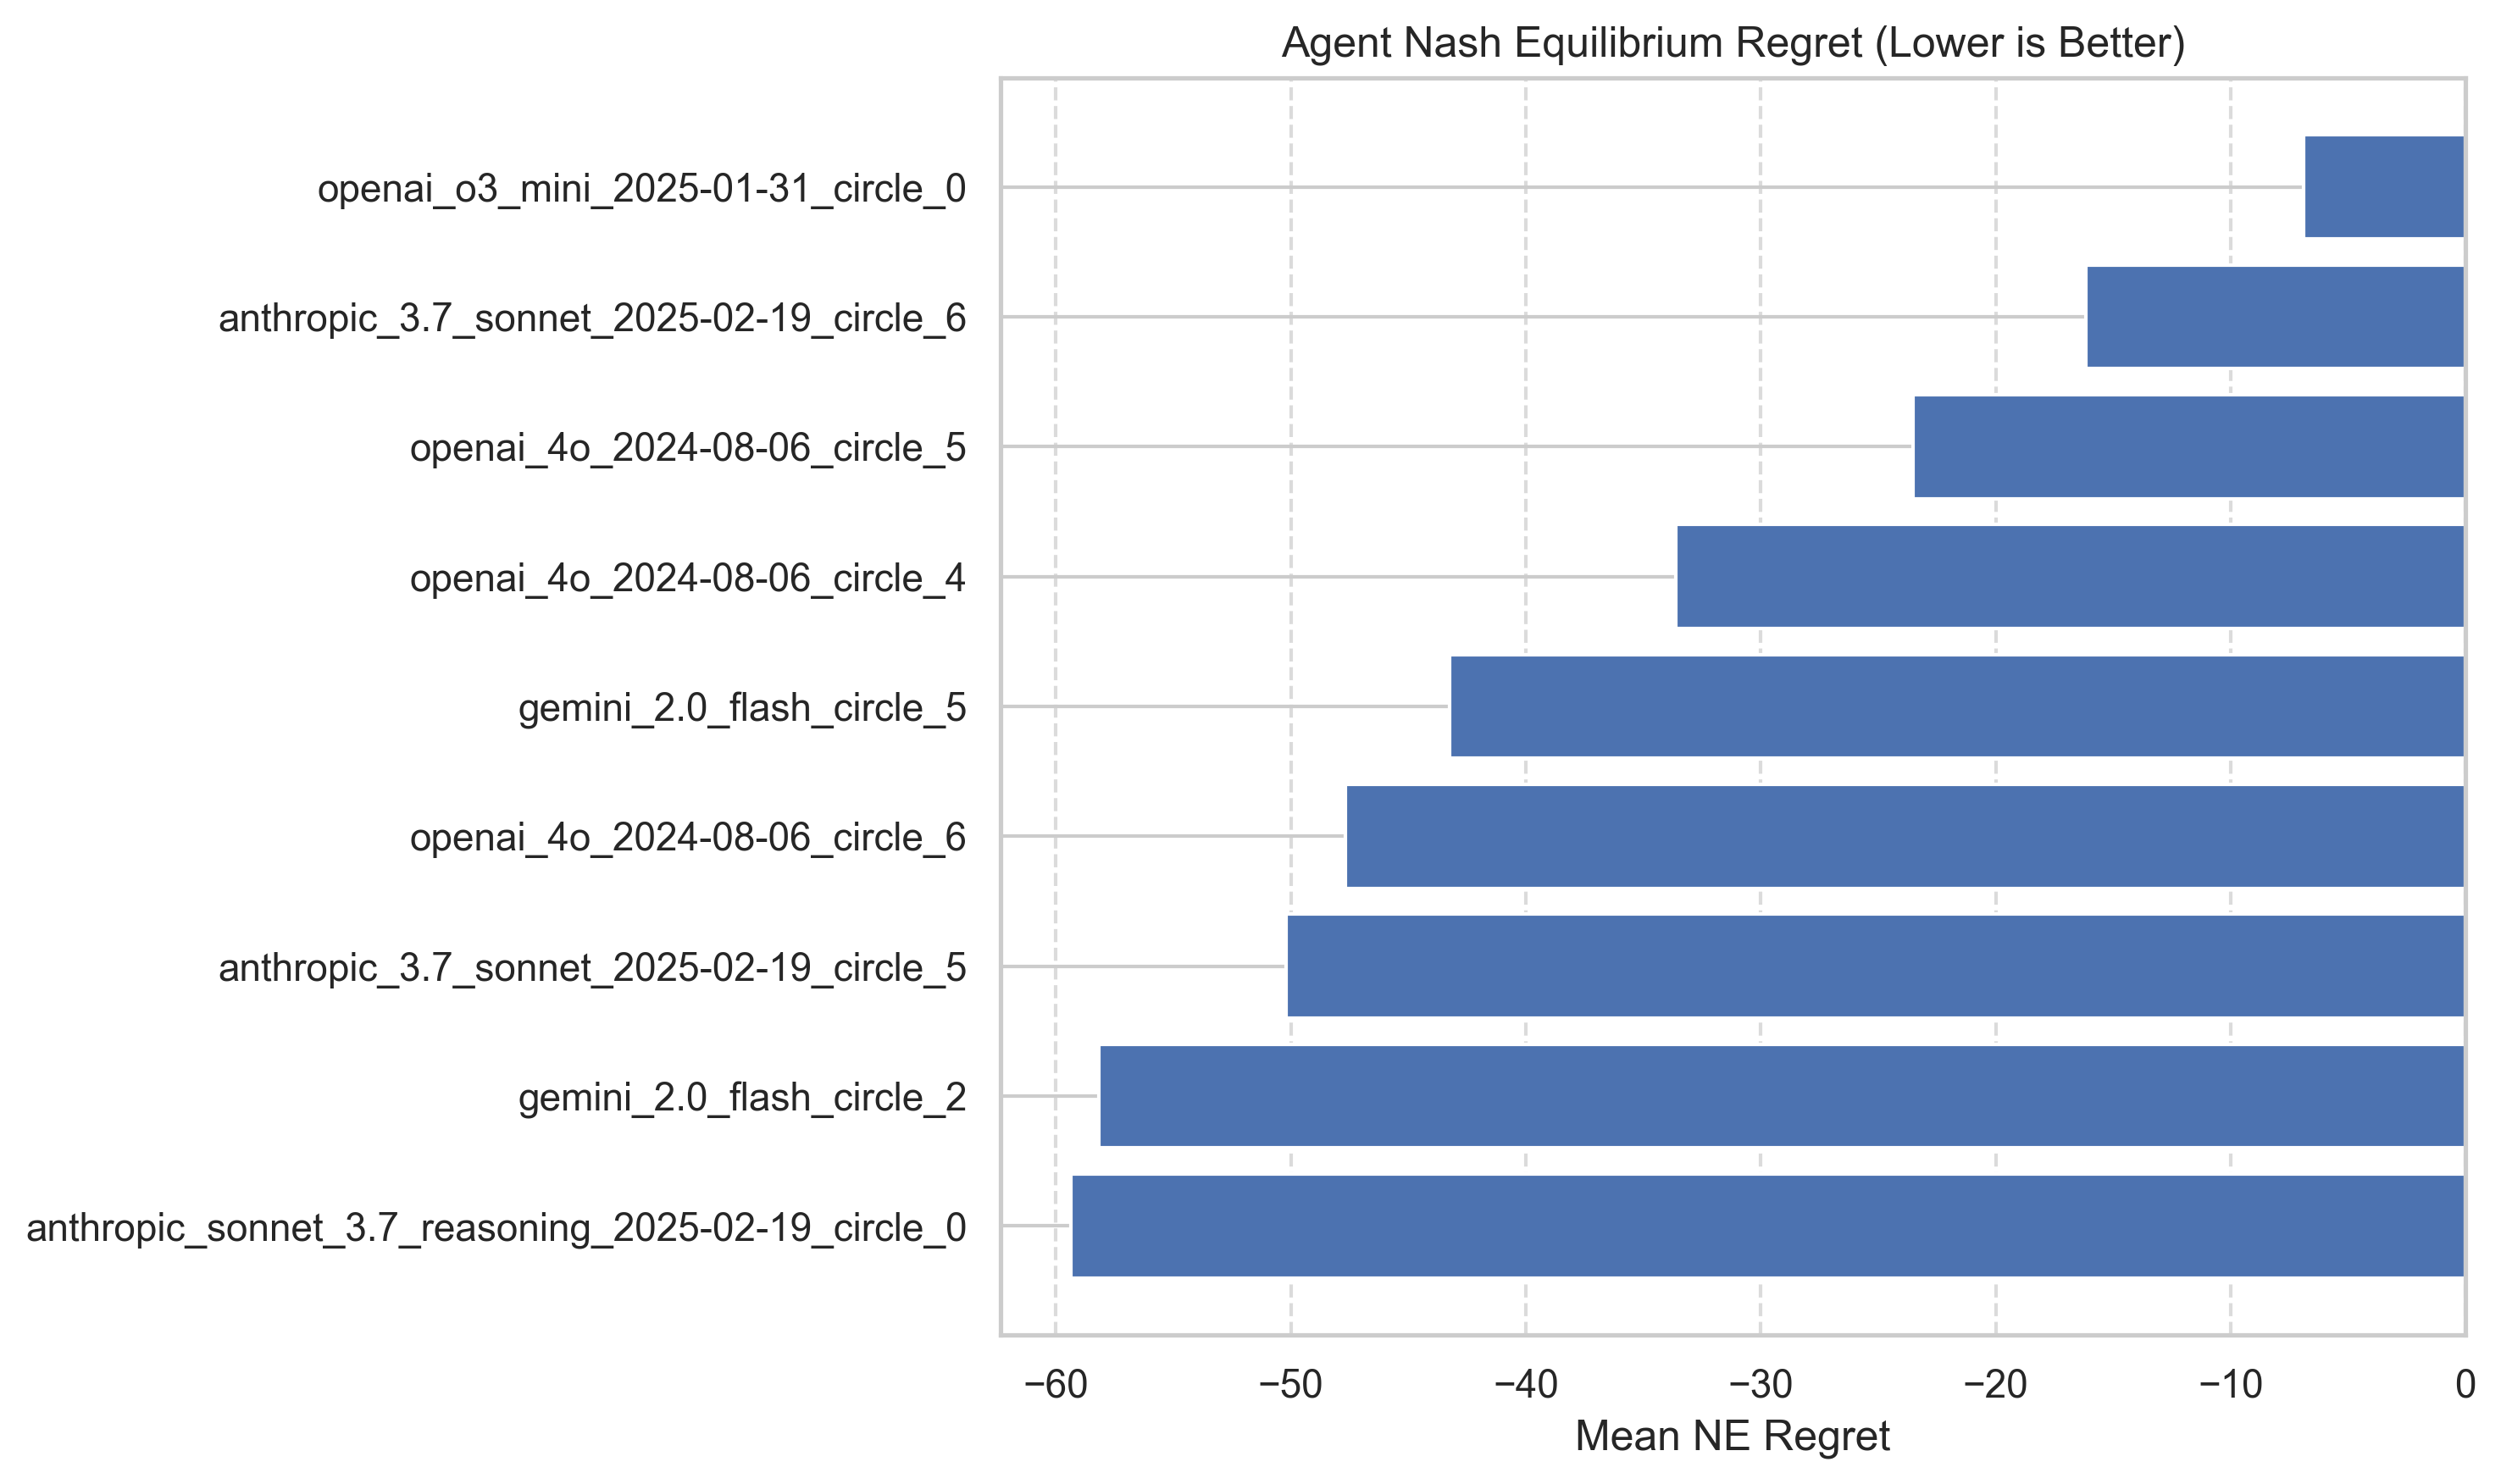 Agent Nash Equilibrium Regret (Lower is Better)
openai_o3_mini_2025-01-31_circle_0
anthropic_3.7_sonnet_2025-02-19_circle_6
openai_4o_2024-08-06_circle_5
openai_4o_2024-08-06_circle_4
gemini_2.0_flash_circle_5
openai_4o_2024-08-06_circle_6
anthropic_3.7_sonnet_2025-02-19_circle_5
gemini_2.0_flash_circle_2
anthropic_sonnet_3.7_reasoning_2025-02-19_circle_0
−60 −50 −40 −30 −20 −10 0
Mean NE Regret